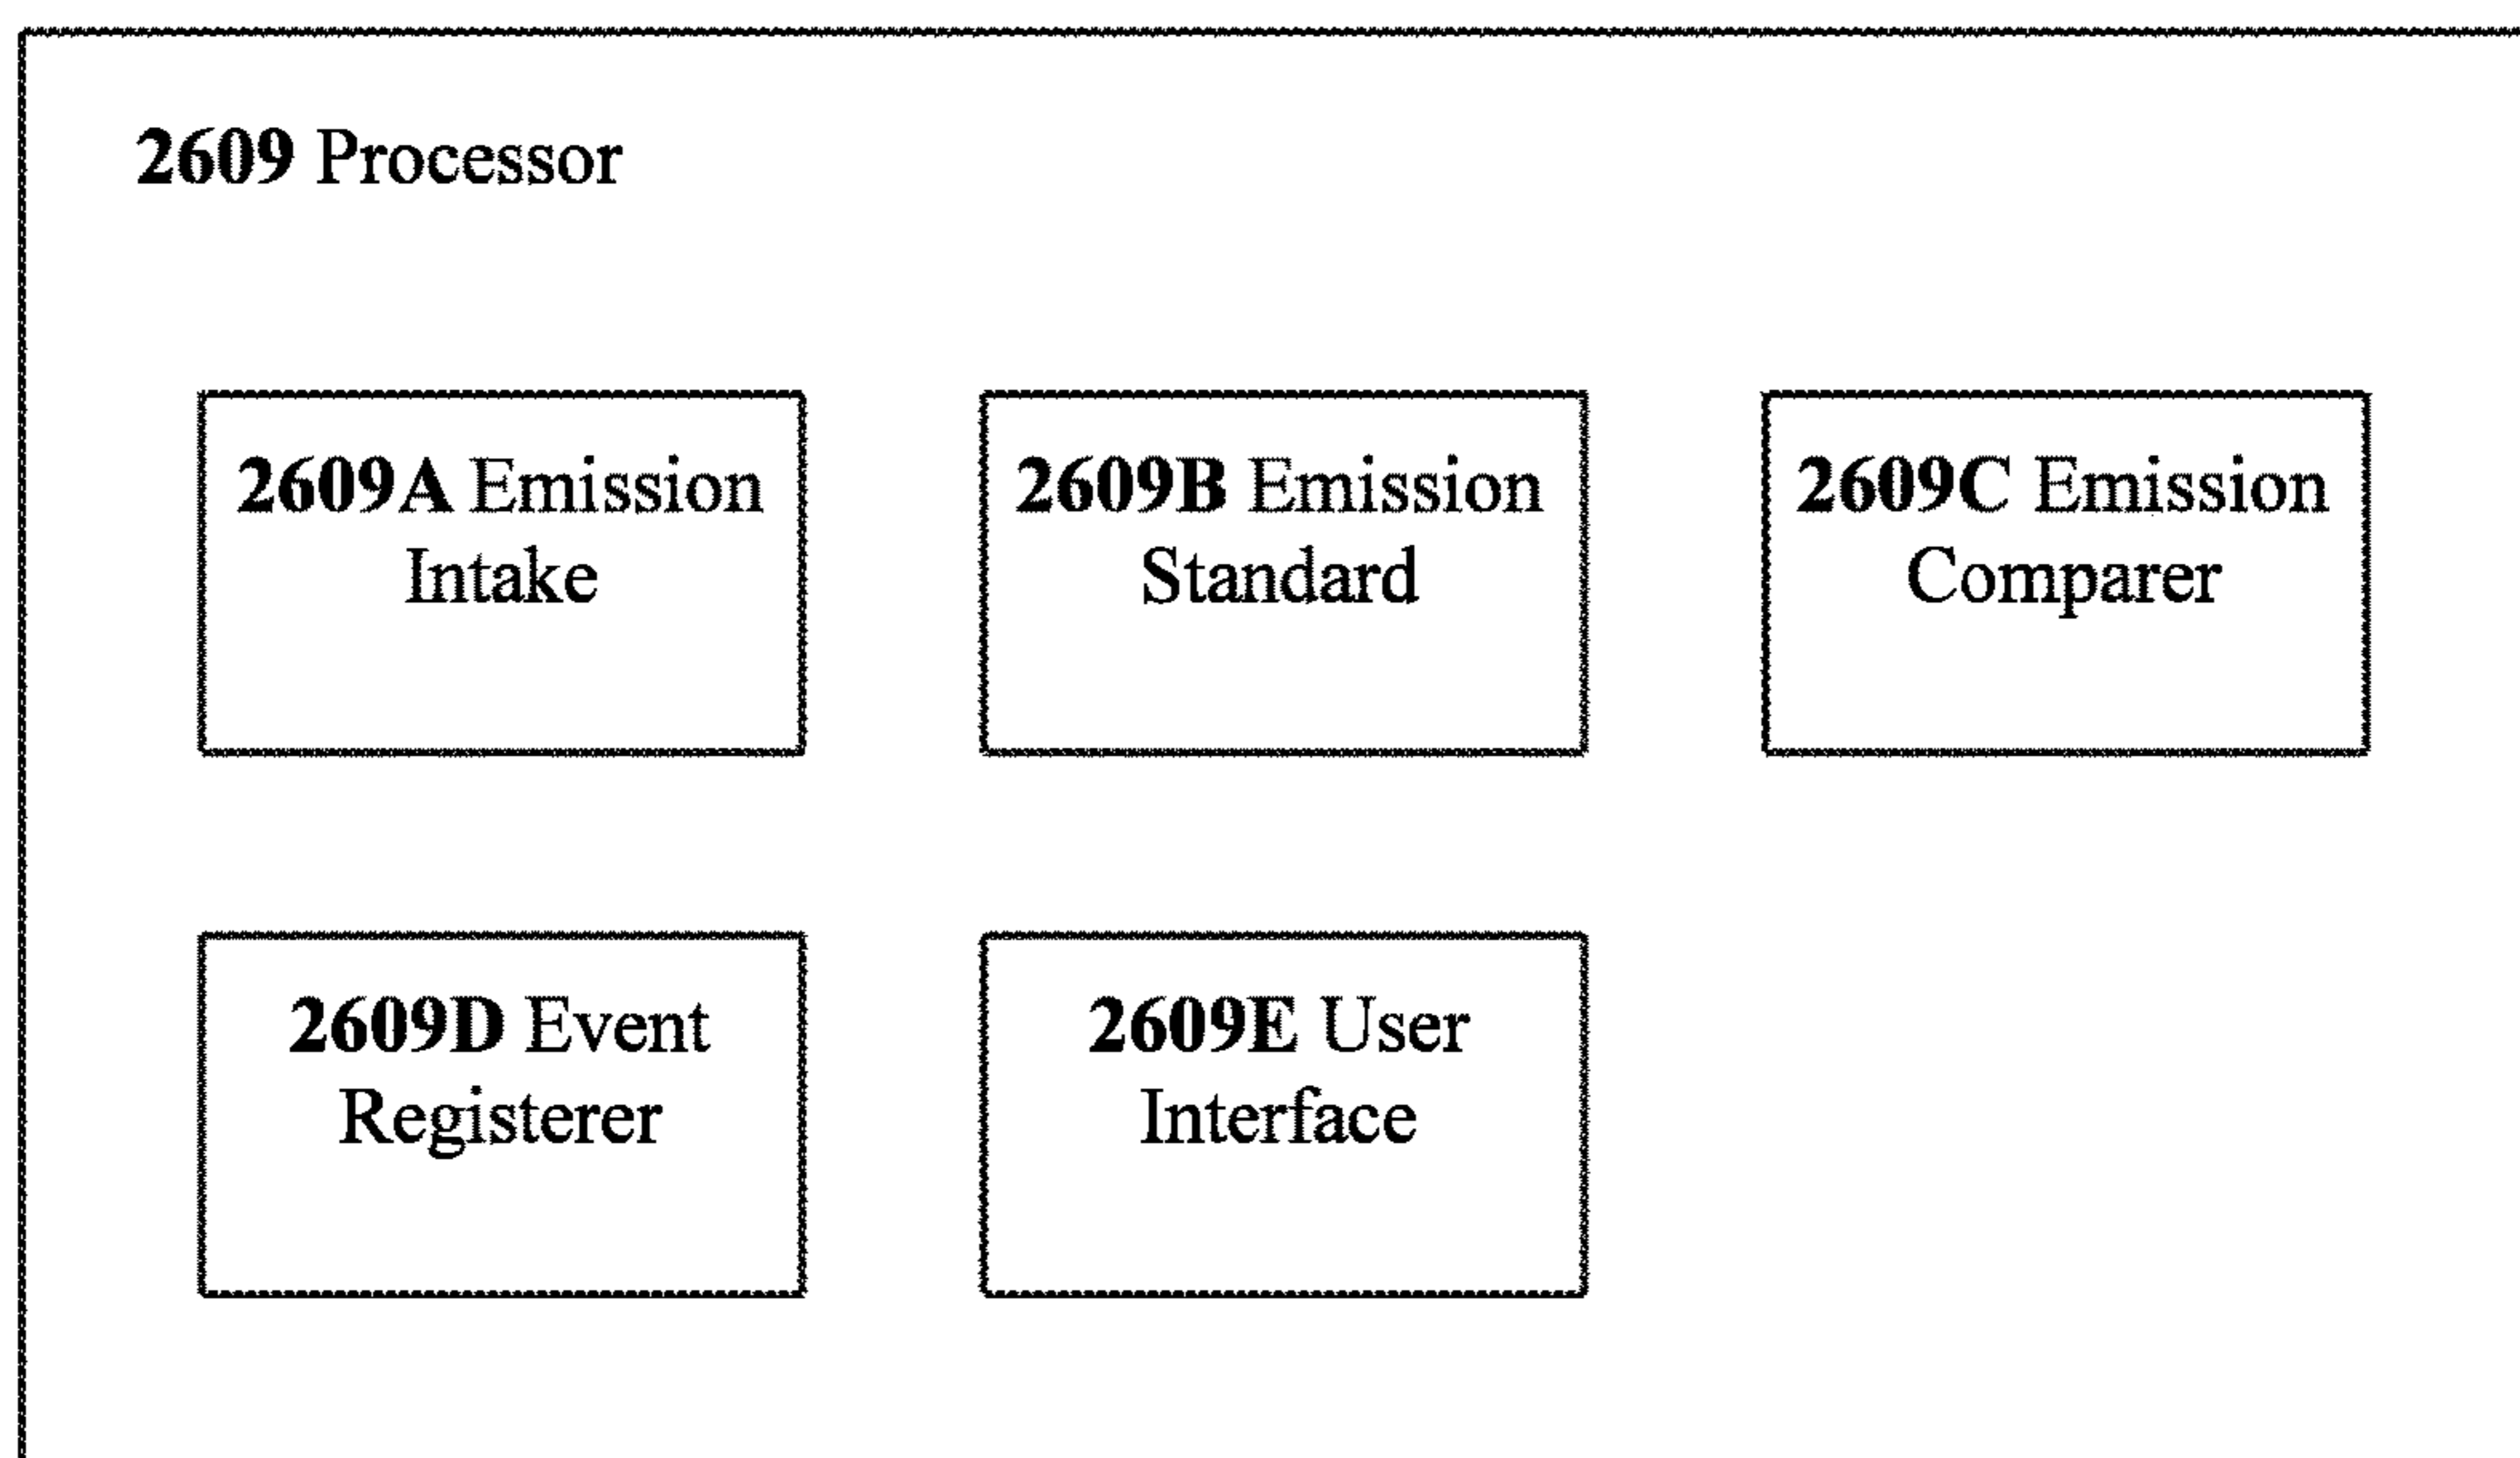 2609 Processor
2609A Emission
Intake
2609B Emission
Standard
2609C Emission
Comparer
2609D Event
Registerer
2609E User
Interface